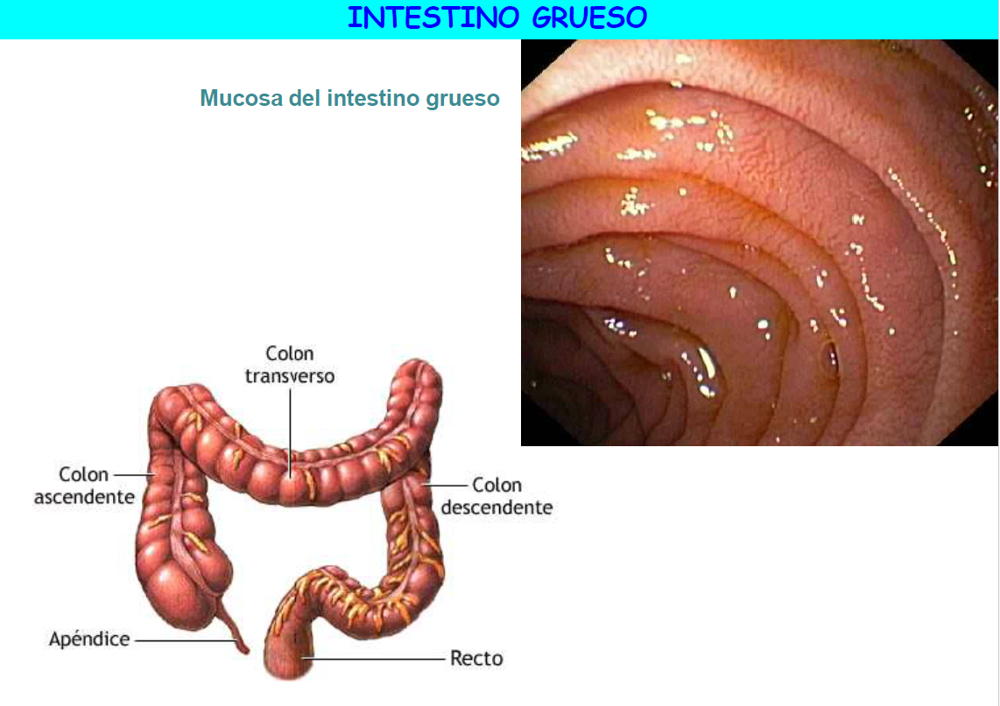 INTESTINO GRUESO
Mucosa del intestino grueso
Colon
transverso
Colon
ascendente
Colon
descendente
Apéndice
Recto